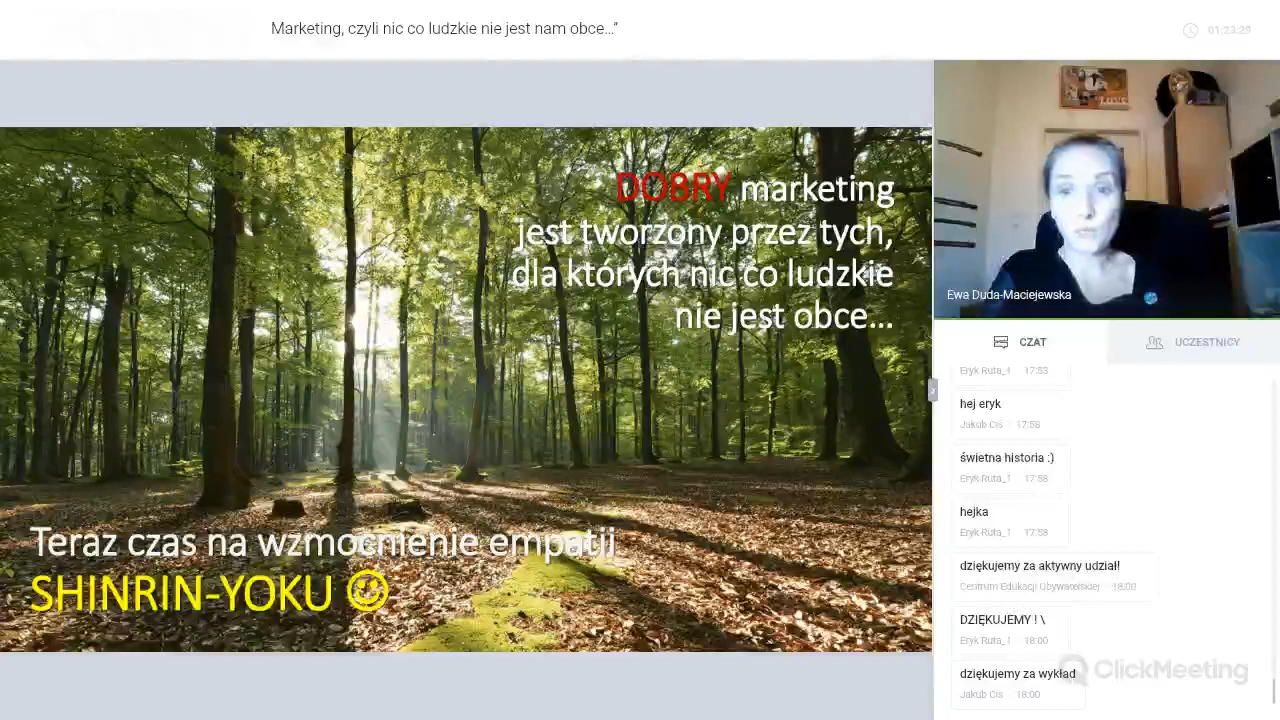 Marketing, czyli nic co ludzkie nie jest nam obce..."
01:23:29
DOBRY marketing
jest tworzony przez tych,
dla których nic co ludzkie
nie jest obce...
Teraz czas na wzmocnienie empatii
SHINRIN-YOKU ☺
Ewa Duda-Maciejewska
CZAT
UCZESTNICY
Eryk Ruta_1 17:53
hej eryk
Jakub Cis 17:58
świetna historia :)
Eryk Ruta_1 17:58
hejka
Eryk Ruta_1 17:58
dziękujemy za aktywny udział!
Centrum Edukacji Obywatelskiej 18:00
DZIĘKUJEMY ! \
Eryk Ruta_1 18:00
dziękujemy za wykład
Jakub Cis 18:00
ClickMeeting